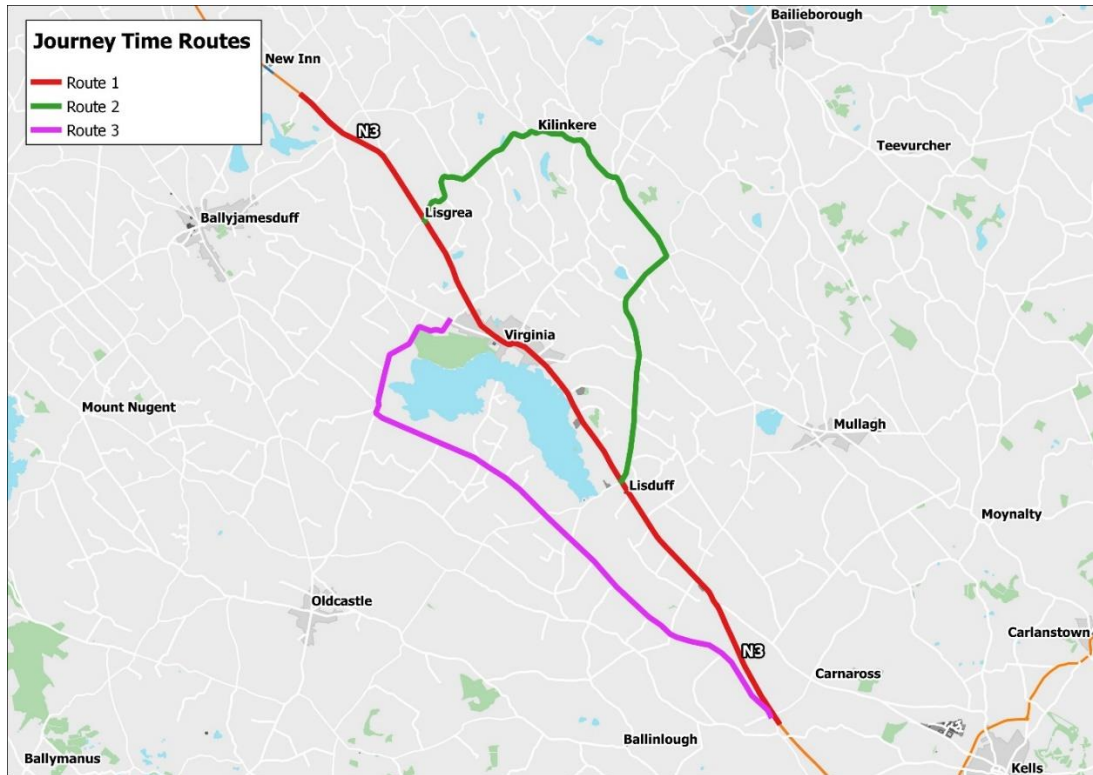 Bailieborough
Journey Time Routes
New Inn
Route 1
Route 2
Route 3
N3
Kilinkere
Teevurcher
Lisgrea
Ballyjamesduff
Virginia
Mount Nugent
Mullagh
Lisduff
Moynalty
Oldcastle
Carlanstown
N3
Carnaross
Ballinlough
Ballymanus
Kells